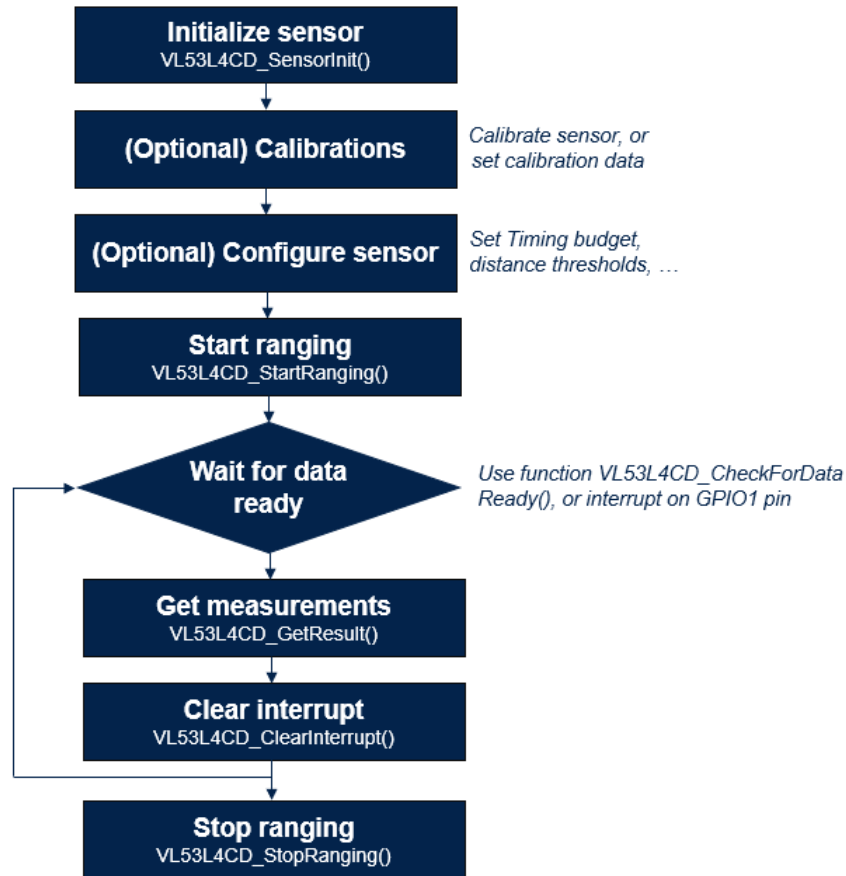 Initialize sensor
VL53L4CD_SensorInit()
(Optional) Calibrations
Calibrate sensor, or
set calibration data
(Optional) Configure sensor
Set Timing budget,
distance thresholds, …
Start ranging
VL53L4CD_StartRanging()
Wait for data
ready
Use function VL53L4CD_CheckForData
Ready(), or interrupt on GPIO1 pin
Get measurements
VL53L4CD_GetResult()
Clear interrupt
VL53L4CD_ClearInterrupt()
Stop ranging
VL53L4CD_StopRanging()